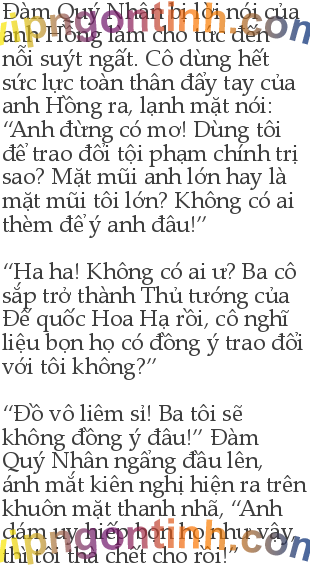 Đàm Quý Nhân bị lời nói của
anh Hồng làm cho tức đến
nỗi suýt ngất. Cô dùng hết
sức lực toàn thân đẩy tay của
anh Hồng ra, lạnh mặt nói:
“Anh đừng có mơ! Dùng tôi
để trao đổi tội phạm chính trị
sao? Mặt mũi anh lớn hay là
mặt mũi tôi lớn? Không có ai
thèm để ý anh đâu!”
“Ha ha! Không có ai ư? Ba cô
sắp trở thành Thủ tướng của
Đế quốc Hoa Hạ rồi, cô nghĩ
liệu bọn họ có đồng ý trao đổi
với tôi không?”
“Đồ vô liêm sỉ! Ba tôi sẽ
không đồng ý đâu!” Đàm
Quý Nhân ngẩng đầu lên,
ánh mắt kiên nghị hiện ra trên
khuôn mặt thanh nhã, “Anh
dám uy hiếp bọn họ như vậy,
thì tôi thà chết cho rồi!”
vipngontinh.com